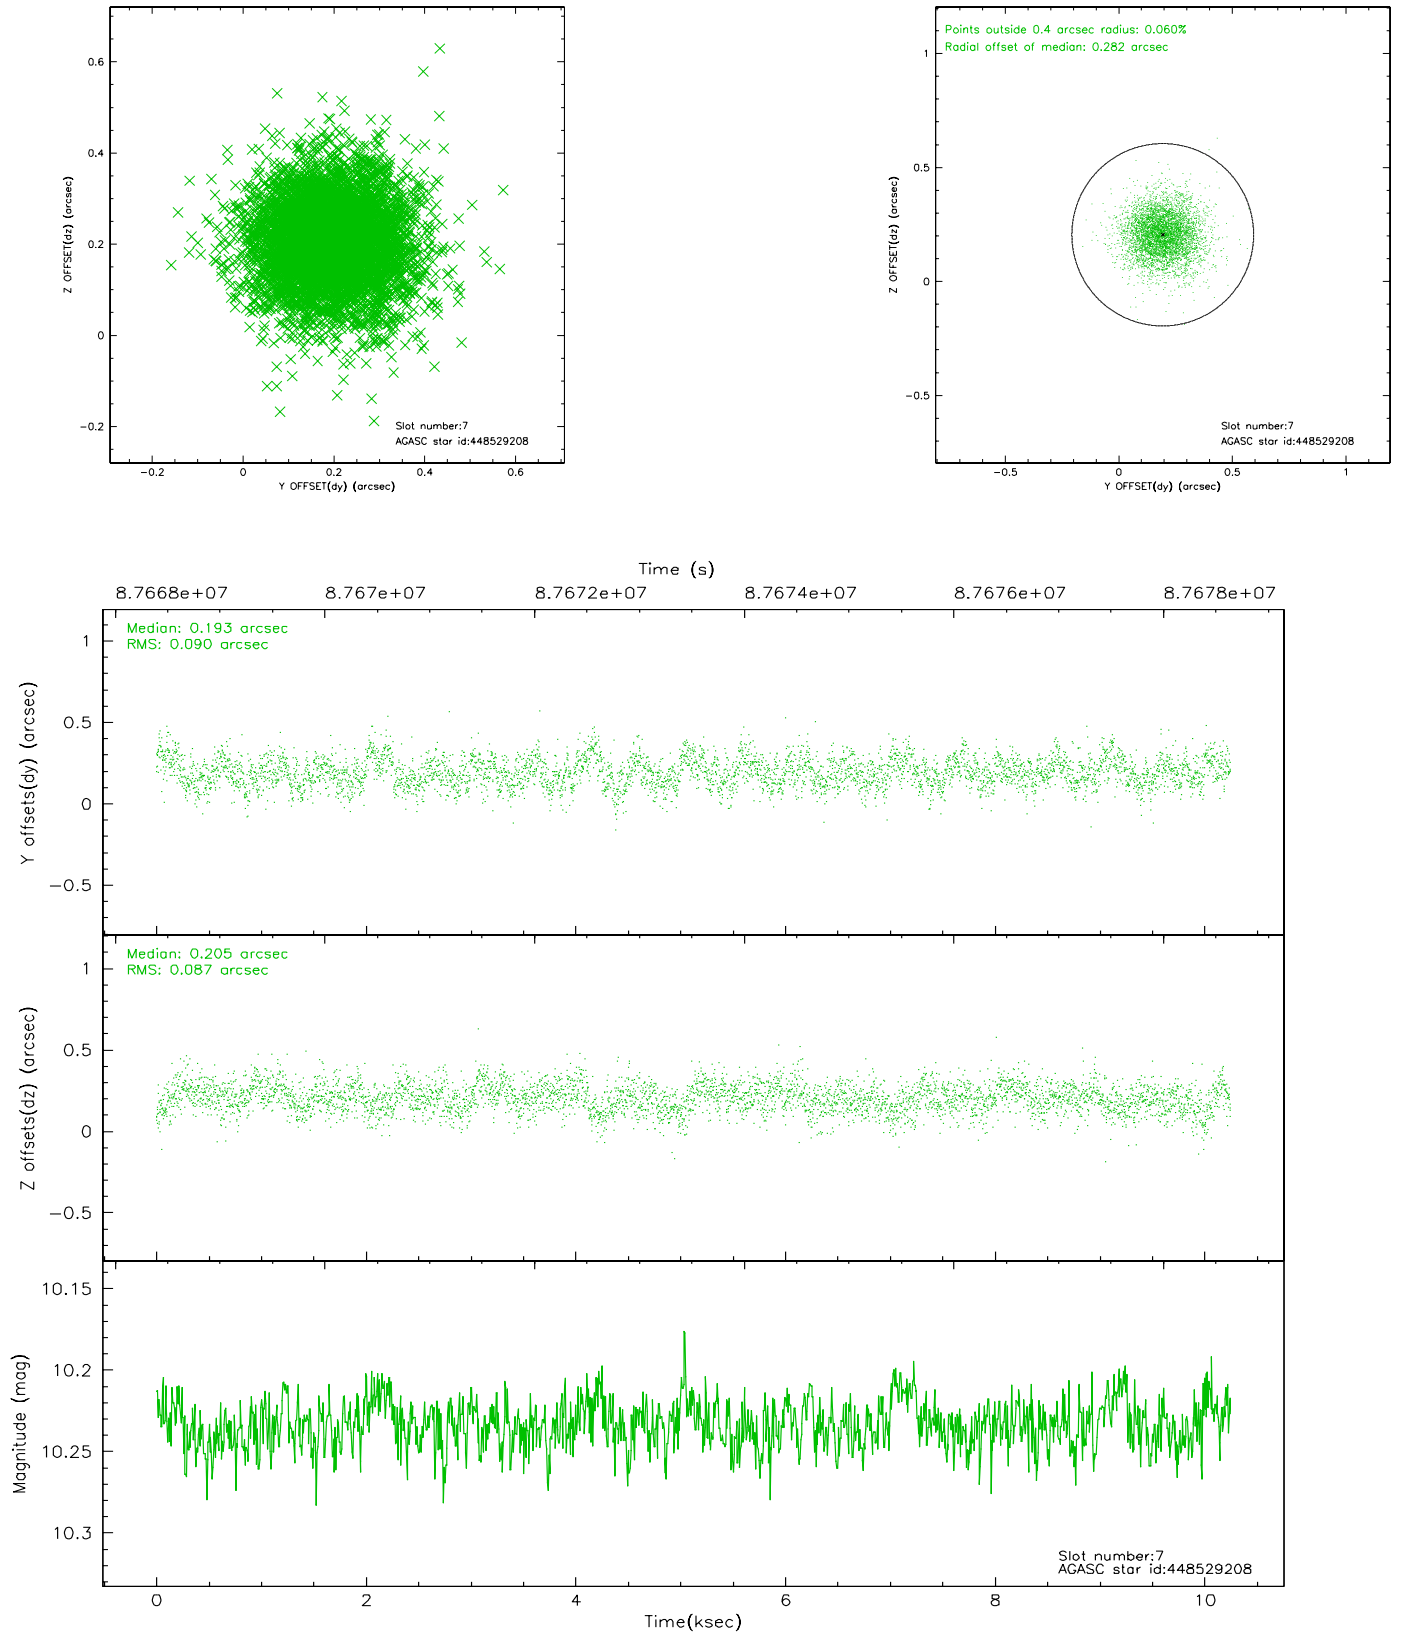 0.6
0.4
0.2
0
−0.2
Z OFFSET(dz) (arcsec)
Slot number:7
AGASC star id:448529208
−0.2 0 0.2 0.4 0.6
Y OFFSET(dy) (arcsec)
Points outside 0.4 arcsec radius: 0.060%
Radial offset of median: 0.282 arcsec
1
0.5
0
−0.5
Z OFFSET(dz) (arcsec)
Slot number:7
AGASC star id:448529208
−0.5 0 0.5 1
Y OFFSET(dy) (arcsec)
Time (s)
8.7668e+07 8.767e+07 8.7672e+07 8.7674e+07 8.7676e+07 8.7678e+07
Median: 0.193 arcsec
RMS: 0.090 arcsec
1
0.5
0
−0.5
Y offsets(dy) (arcsec)
Median: 0.205 arcsec
RMS: 0.087 arcsec
1
0.5
0
−0.5
Z offsets(dz) (arcsec)
10.15
10.2
10.25
10.3
Magnitude (mag)
Slot number:7
AGASC star id:448529208
0 2 4 6 8 10
Time(ksec)